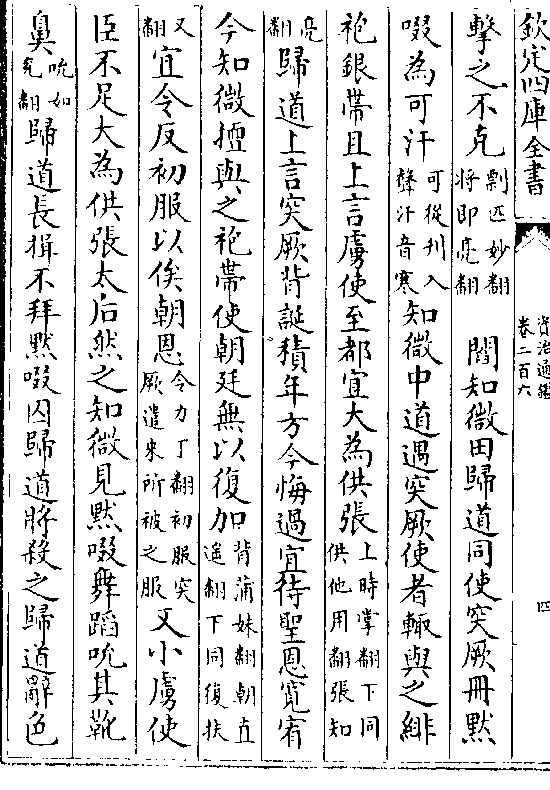 欽定四庫全書
資治通鑑
卷二百六
四
擊之不克剽匹妙翻將即亮翻　閻知微田歸道同使突厥冊黙
啜為可汗可從刋入聲汗音寒知微中道遇突厥使者輙與之緋
袍銀帶且上言虜使至都宜大為供張上時掌翻下同供他用翻張知
亮翻歸道上言突厥背誕積年方今悔過宜待聖恩寛宥
今知微擅與之袍帶使朝廷無以復加背蒲妹翻朝直遙翻下同復扶
又翻宜令反初服以俟朝恩令力丁翻初服突厥遣来所被之服又小虜使
臣不足大為供張太后然之知微見黙啜舞蹈吮其靴
鼻吮如兖翻歸道長揖不拜黙啜囚歸道將殺之歸道辭色